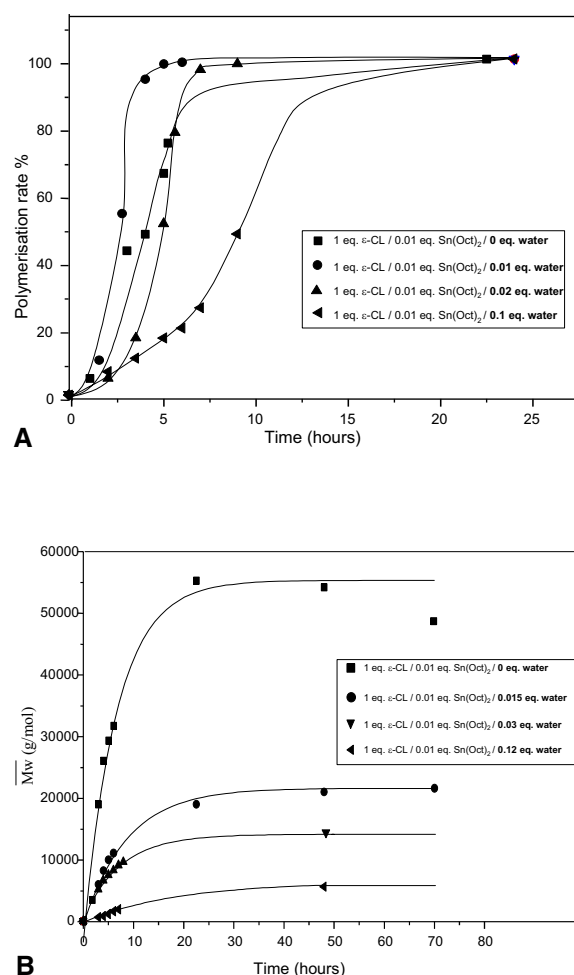 100
80
60
40
20
0
Polymerisation rate %
1 eq. ε-CL / 0.01 eq. Sn(Oct)2 / 0 eq. water
1 eq. ε-CL / 0.01 eq. Sn(Oct)2 / 0.01 eq. water
1 eq. ε-CL / 0.01 eq. Sn(Oct)2 / 0.02 eq. water
1 eq. ε-CL / 0.01 eq. Sn(Oct)2 / 0.1 eq. water
0 5 10 15 20 25
Time (hours)
A
60000
50000
40000
30000
20000
10000
0
Mw (g/mol)
1 eq. ε-CL / 0.01 eq. Sn(Oct)2 / 0 eq. water
1 eq. ε-CL / 0.01 eq. Sn(Oct)2 / 0.015 eq. water
1 eq. ε-CL / 0.01 eq. Sn(Oct)2 / 0.03 eq. water
1 eq. ε-CL / 0.01 eq. Sn(Oct)2 / 0.12 eq. water
0 10 20 30 40 50 60 70 80
Time (hours)
B